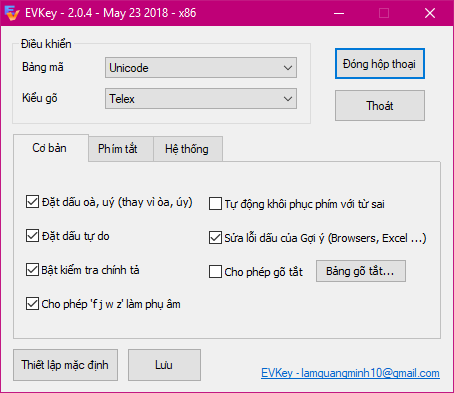 EVKey - 2.0.4 - May 23 2018 - x86
Điều khiển
Bảng mã
Unicode
Đóng hộp thoại
Kiểu gõ
Telex
Thoát
Cơ bản
Phím tắt
Hệ thống
Đặt dấu oà, uý (thay vì òa, úy)
Tự động khôi phục phím với từ sai
Đặt dấu tự do
Sửa lỗi dấu của Gợi ý (Browsers, Excel ...)
Bật kiểm tra chính tả
Cho phép gõ tắt
Bảng gõ tắt...
Cho phép 'f j w z' làm phụ âm
Thiết lập mặc định
Lưu
EVKey - lamquangminh10@gmail.com